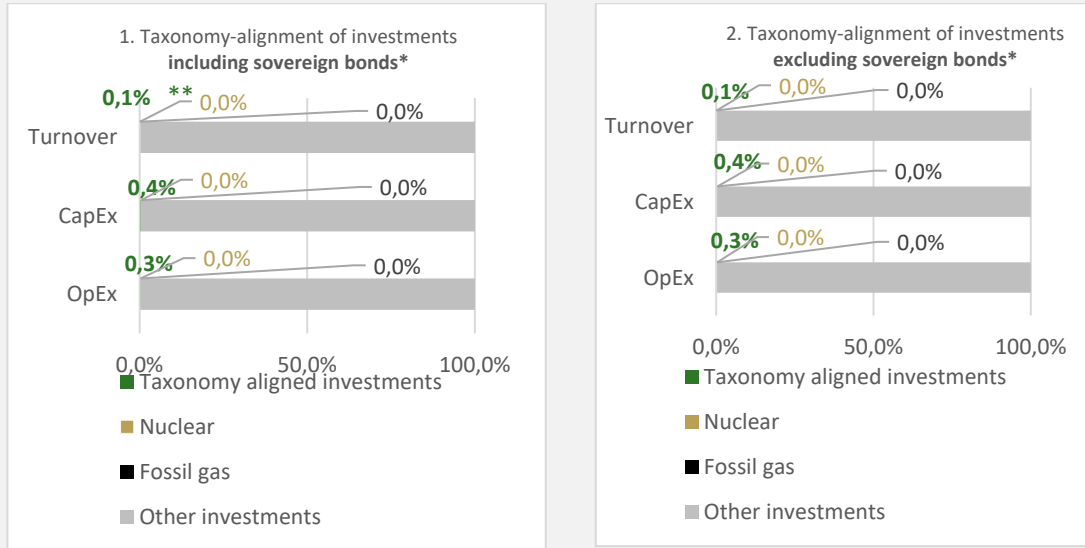 1. Taxonomy-alignment of investments
including sovereign bonds*
0,1% ** 0,0% 0,0%
Turnover
0,4% 0,0% 0,0%
CapEx
0,3% 0,0% 0,0%
OpEx
0,0% 50,0% 100,0%
Taxonomy aligned investments
Nuclear
Fossil gas
Other investments
2. Taxonomy-alignment of investments
excluding sovereign bonds*
0,1% 0,0% 0,0%
Turnover
0,4% 0,0% 0,0%
CapEx
0,3% 0,0% 0,0%
OpEx
0,0% 50,0% 100,0%
Taxonomy aligned investments
Nuclear
Fossil gas
Other investments